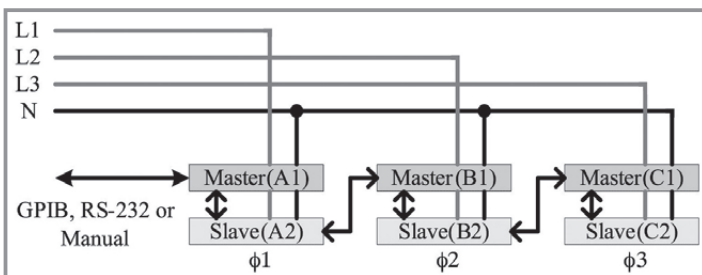 L1
L2
L3
N
Master(A1) Master(B1) Master(C1)
GPIB, RS-232 or
Manual
Slave(A2) Slave(B2) Slave(C2)
ϕ1 ϕ2 ϕ3